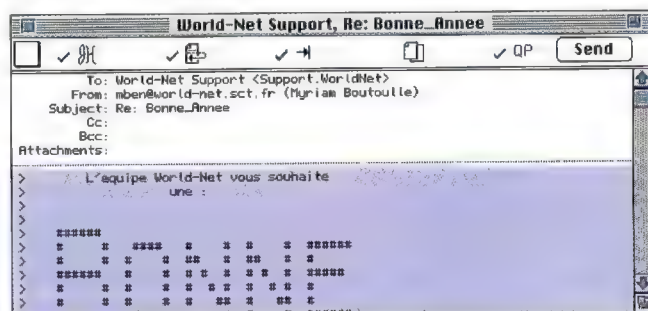 World-Net Support, Re: Bonne_Annee
QP Send
To: World-Net Support <Support.WorldNet>
From: mben@world-net.sct.fr (Myriam Boutoulle)
Subject: Re: Bonne_Annee
Cc:
Bcc:
Attachments:
> L'equipe World-Net vous souhaite
> une :
>
>
> ######
> # # #### # # # # ######
> # # # # ## # ## # #
> ###### # # # # # # # # #####
> # # # # # # # # # # #
> # # # # # ## # ## #